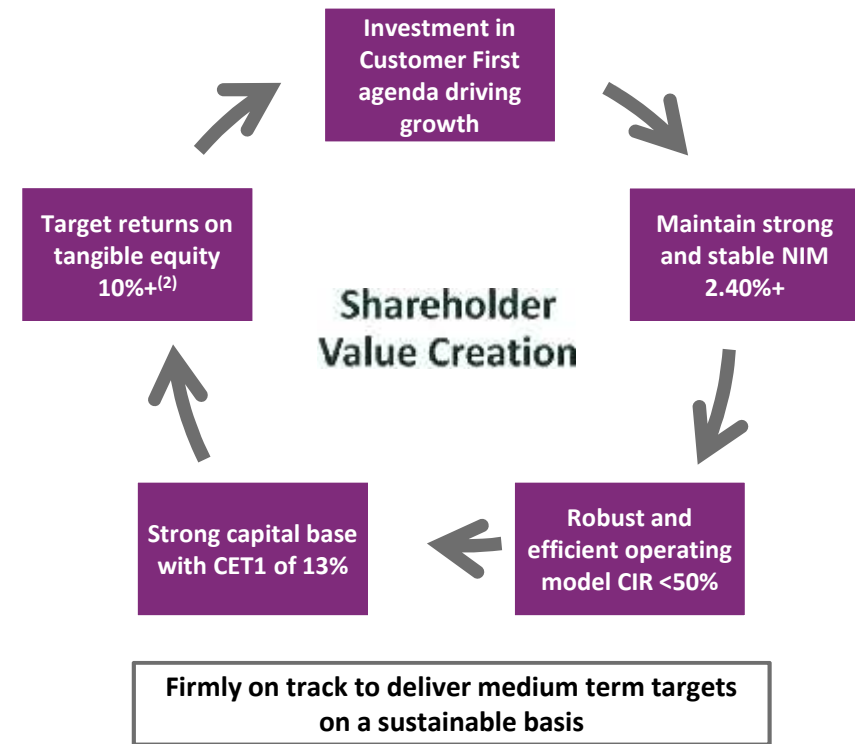 Investment in
Customer First
agenda driving
growth
Target returns on
tangible equity
10%+(2)
Maintain strong
and stable NIM
2.40%+
Shareholder
Value Creation
Strong capital base
with CET1 of 13%
Robust and
efficient operating
model CIR <50%
Firmly on track to deliver medium term targets
on a sustainable basis